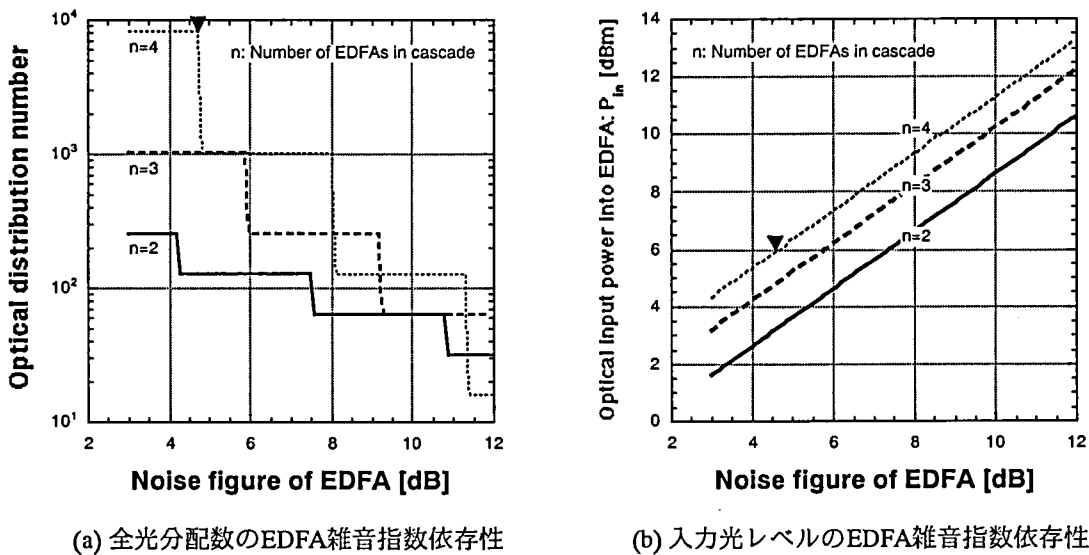 Optical distribution number
10⁴
10³
10²
10¹
n: Number of EDFAs in cascade
n=4
n=3
n=2
2 4 6 8 10 12
Noise figure of EDFA [dB]
(a) 全光分配数のEDFA雑音指数依存性
Optical Input power into EDFA: P_in [dBm]
14
12
10
8
6
4
2
0
n: Number of EDFAs in cascade
n=4
n=3
n=2
2 4 6 8 10 12
Noise figure of EDFA [dB]
(b) 入力光レベルのEDFA雑音指数依存性